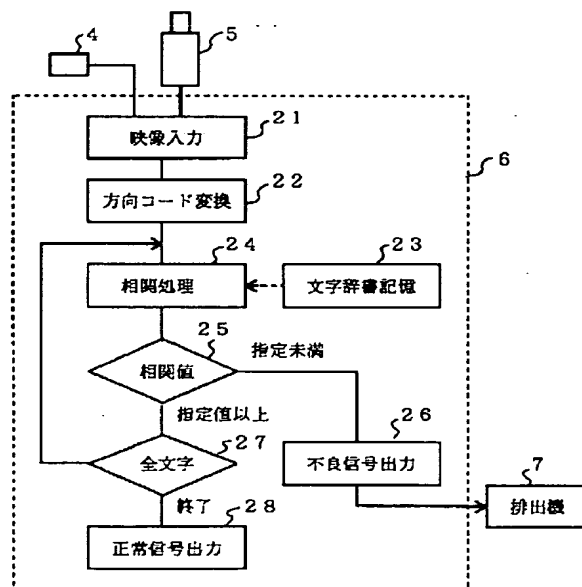 4
5
21
映像入力
6
22
方向コード変換
24
23
相関処理
文字辞書記憶
25
相関値
指定未満
指定値以上
27
26
全文字
不良信号出力
7
終了
28
排出機
正常信号出力